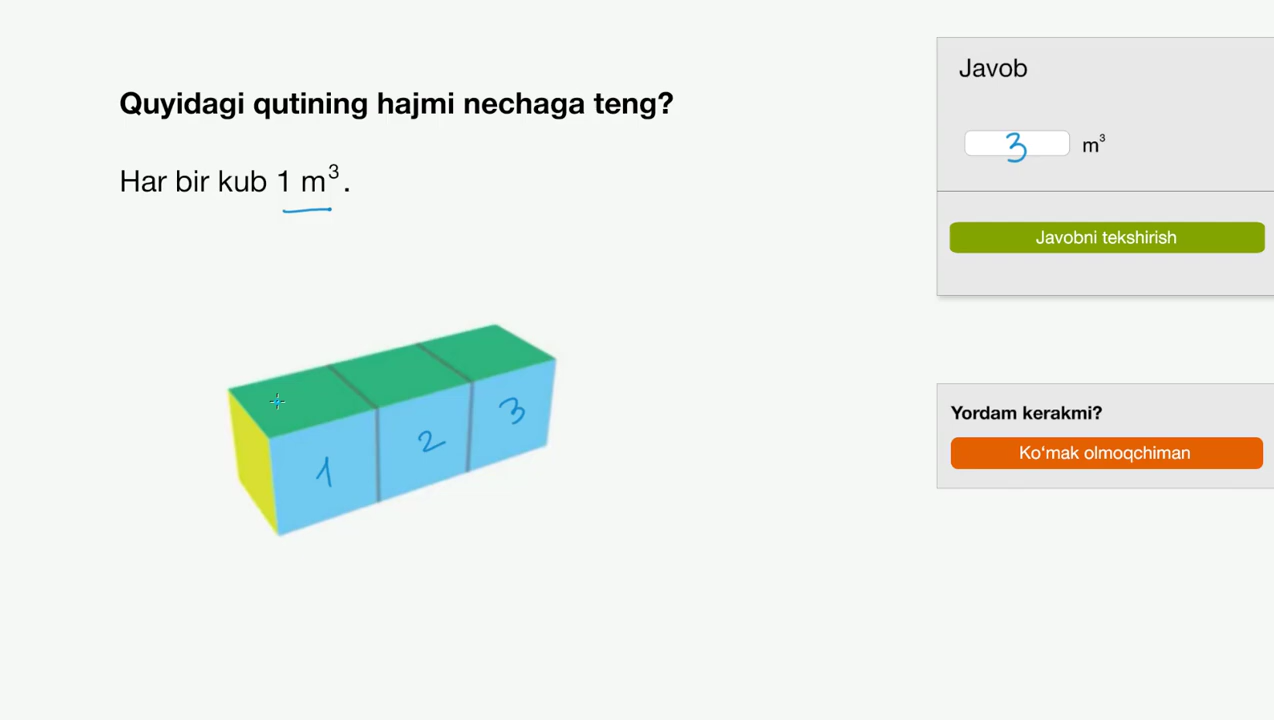 Quyidagi qutining hajmi nechaga teng?
Har bir kub 1 m³.
1
2
3
Javob
3 m³
Javobni tekshirish
Yordam kerakmi?
Ko‘mak olmoqchiman